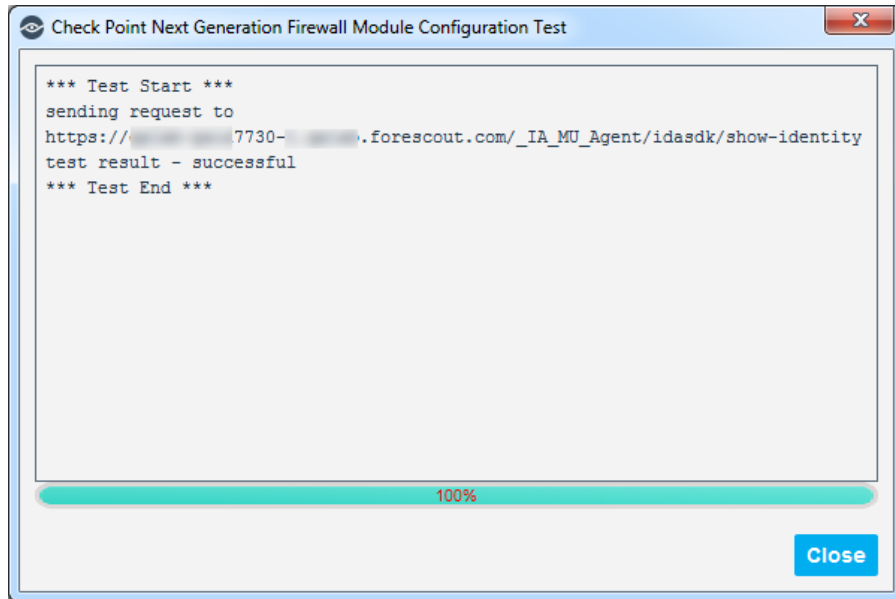 Check Point Next Generation Firewall Module Configuration Test
*** Test Start ***
sending request to
https:// 7730- .forescout.com/_IA_MU_Agent/idasdk/show-identity
test result - successful
*** Test End ***
100%
Close